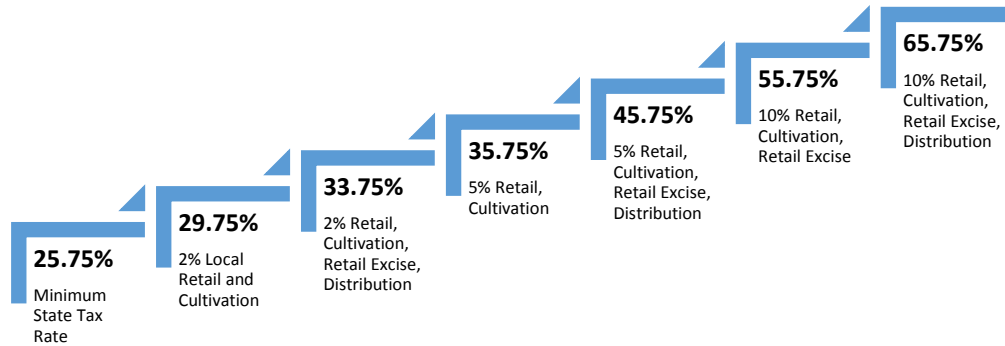 25.75%
Minimum
State Tax
Rate
29.75%
2% Local
Retail and
Cultivation
33.75%
2% Retail,
Cultivation,
Retail Excise,
Distribution
35.75%
5% Retail,
Cultivation
45.75%
5% Retail,
Cultivation,
Retail Excise,
Distribution
55.75%
10% Retail,
Cultivation,
Retail Excise
65.75%
10% Retail,
Cultivation,
Retail Excise,
Distribution